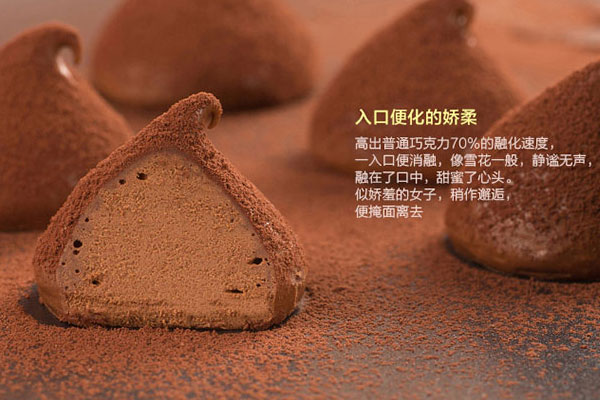 入口便化的娇柔
高出普通巧克力70%的融化速度，
一入口便消融，像雪花一般，静谧无声，
融在了口中，甜蜜了心头。
似娇羞的女子，稍作邂逅，
便掩面离去